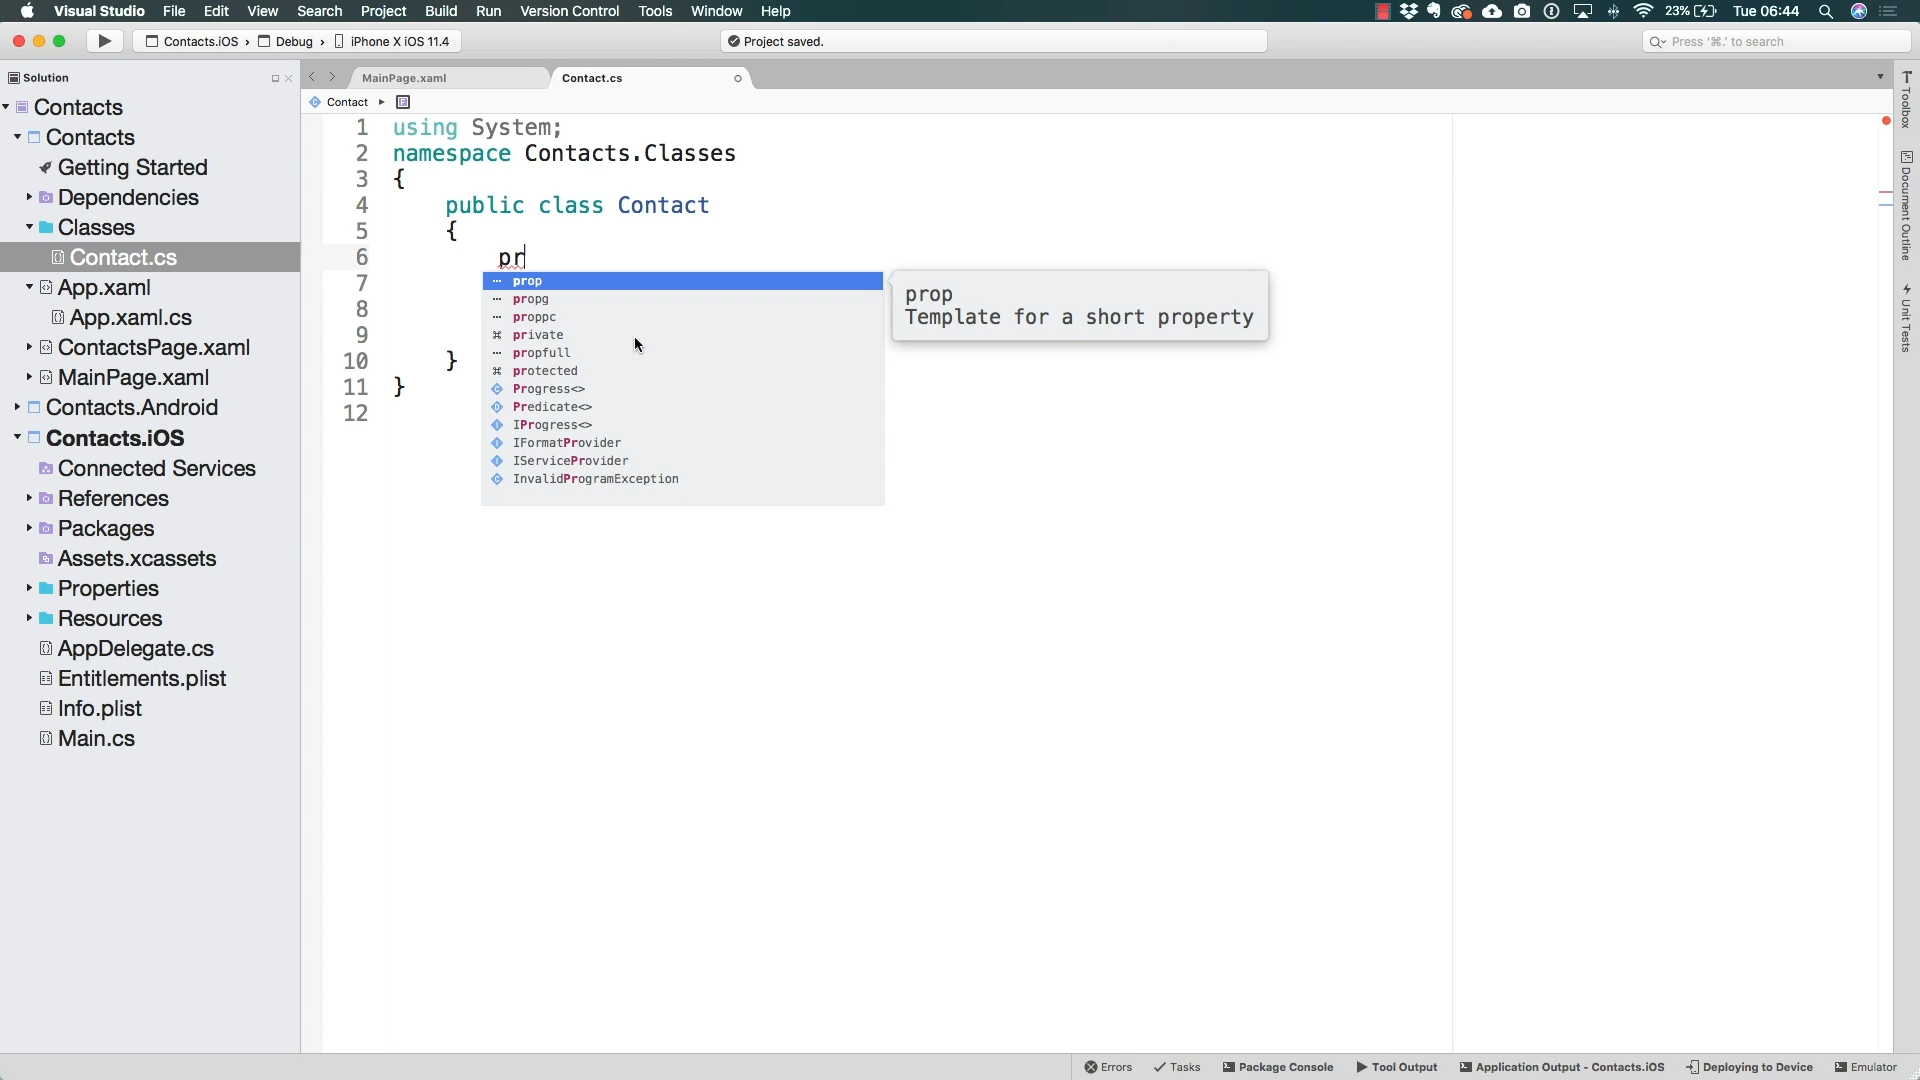 Visual Studio File Edit View Search Project Build Run Version Control Tools Window Help 23% Tue 06:44
Contacts.iOS › Debug › iPhone X iOS 11.4
Project saved.
Press '⌘.' to search
Solution
MainPage.xaml
Contact.cs
Contact
Contacts
Contacts
Getting Started
Dependencies
Classes
Contact.cs
App.xaml
App.xaml.cs
ContactsPage.xaml
MainPage.xaml
Contacts.Android
Contacts.iOS
Connected Services
References
Packages
Assets.xcassets
Properties
Resources
AppDelegate.cs
Entitlements.plist
Info.plist
Main.cs
1 using System;
2 namespace Contacts.Classes
3 {
4 public class Contact
5 {
6 pr
7
8
9
10 }
11 }
12
prop
propg
proppc
private
propfull
protected
Progress<>
Predicate<>
IProgress<>
IFormatProvider
IServiceProvider
InvalidProgramException
prop
Template for a short property
Toolbox
Document Outline
Unit Tests
Errors Tasks Package Console Tool Output Application Output - Contacts.iOS Deploying to Device Emulator